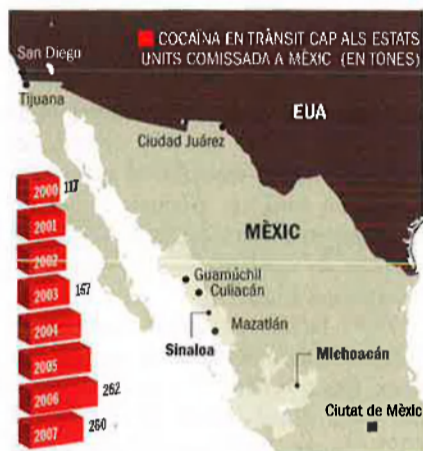 COCAÏNA EN TRÀNSIT CAP ALS ESTATS
UNITS COMISSADA A MÈXIC (EN TONES)
San Diego
Tijuana
EUA
Ciudad Juárez
2000 117
MÈXIC
2001
2002
Guamúchil
2003 157
Culiacán
2004
Mazatlán
Sinaloa
Michoacán
2005
2006 262
Ciutat de Mèxic
2007 260